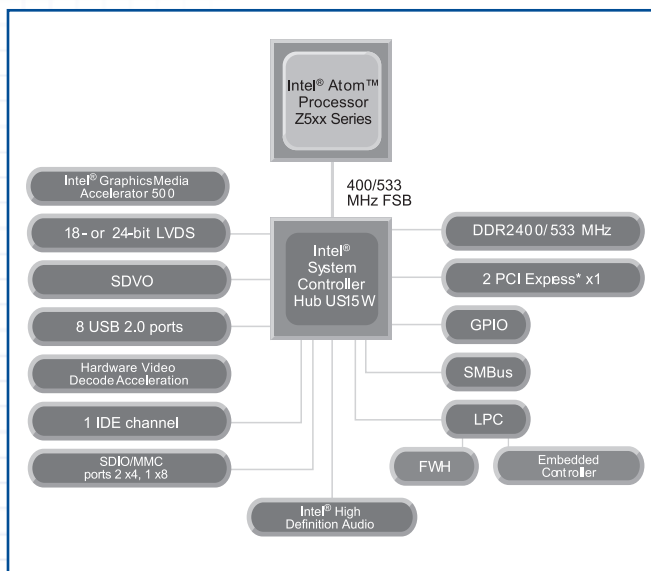 Intel® Atom™
Processor
Z5xx Series
400/533
MHz FSB
Intel® Graphics Media
Accelerator 500
18- or 24-bit LVDS
SDVO
8 USB 2.0 ports
Hardware Video
Decode Acceleration
1 IDE channel
SDIO/MMC
ports 2 x4, 1 x8
Intel®
System
Controller
Hub US15W
DDR2400/533 MHz
2 PCI Express* x1
GPIO
SMBus
LPC
FWH
Embedded
Controller
Intel® High
Definition Audio